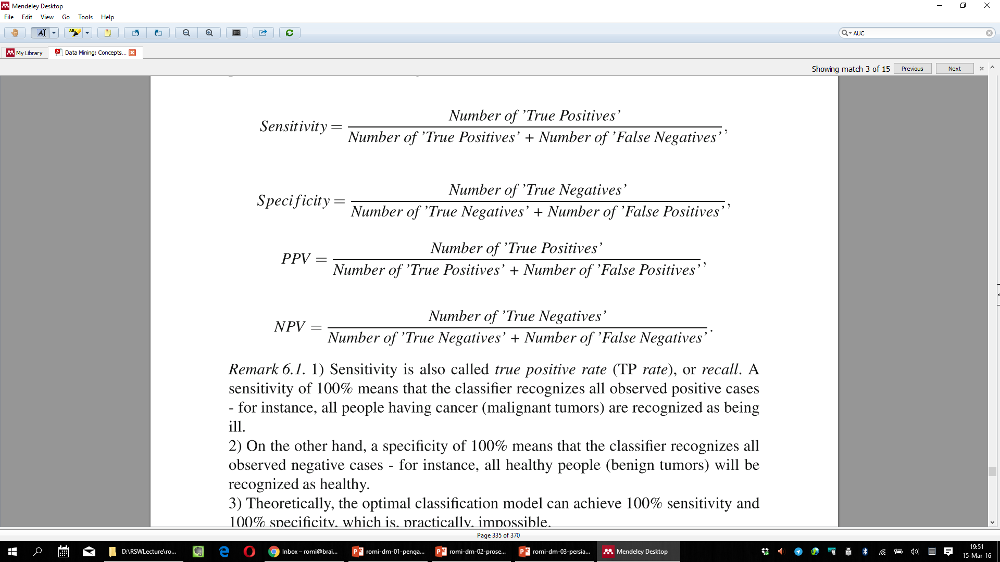 Mendeley Desktop
File Edit View Go Tools Help
AUC
My Library Data Mining: Concepts...
Showing match 3 of 15 Previous Next
Sensitivity = Number of ’True Positives’ / Number of ’True Positives’ + Number of ’False Negatives’,
Specificity = Number of ’True Negatives’ / Number of ’True Negatives’ + Number of ’False Positives’,
PPV = Number of ’True Positives’ / Number of ’True Positives’ + Number of ’False Positives’,
NPV = Number of ’True Negatives’ / Number of ’True Negatives’ + Number of ’False Negatives’.
Remark 6.1. 1) Sensitivity is also called true positive rate (TP rate), or recall. A
sensitivity of 100% means that the classifier recognizes all observed positive cases
- for instance, all people having cancer (malignant tumors) are recognized as being
ill.
2) On the other hand, a specificity of 100% means that the classifier recognizes all
observed negative cases - for instance, all healthy people (benign tumors) will be
recognized as healthy.
3) Theoretically, the optimal classification model can achieve 100% sensitivity and
100% specificity, which is, practically, impossible.
Page 335 of 370
D:\RSWLecture\ro... Inbox – romi@brai... romi-dm-01-penga... romi-dm-02-prose... romi-dm-03-persia... Mendeley Desktop 19:51
15-Mar-16